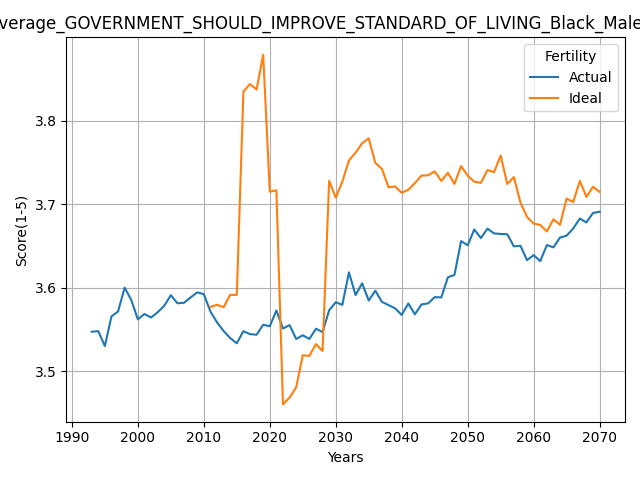 verage_GOVERNMENT_SHOULD_IMPROVE_STANDARD_OF_LIVING_Black_Male
Fertility
Actual
Ideal
Score(1-5)
3.8
3.7
3.6
3.5
1990 2000 2010 2020 2030 2040 2050 2060 2070
Years